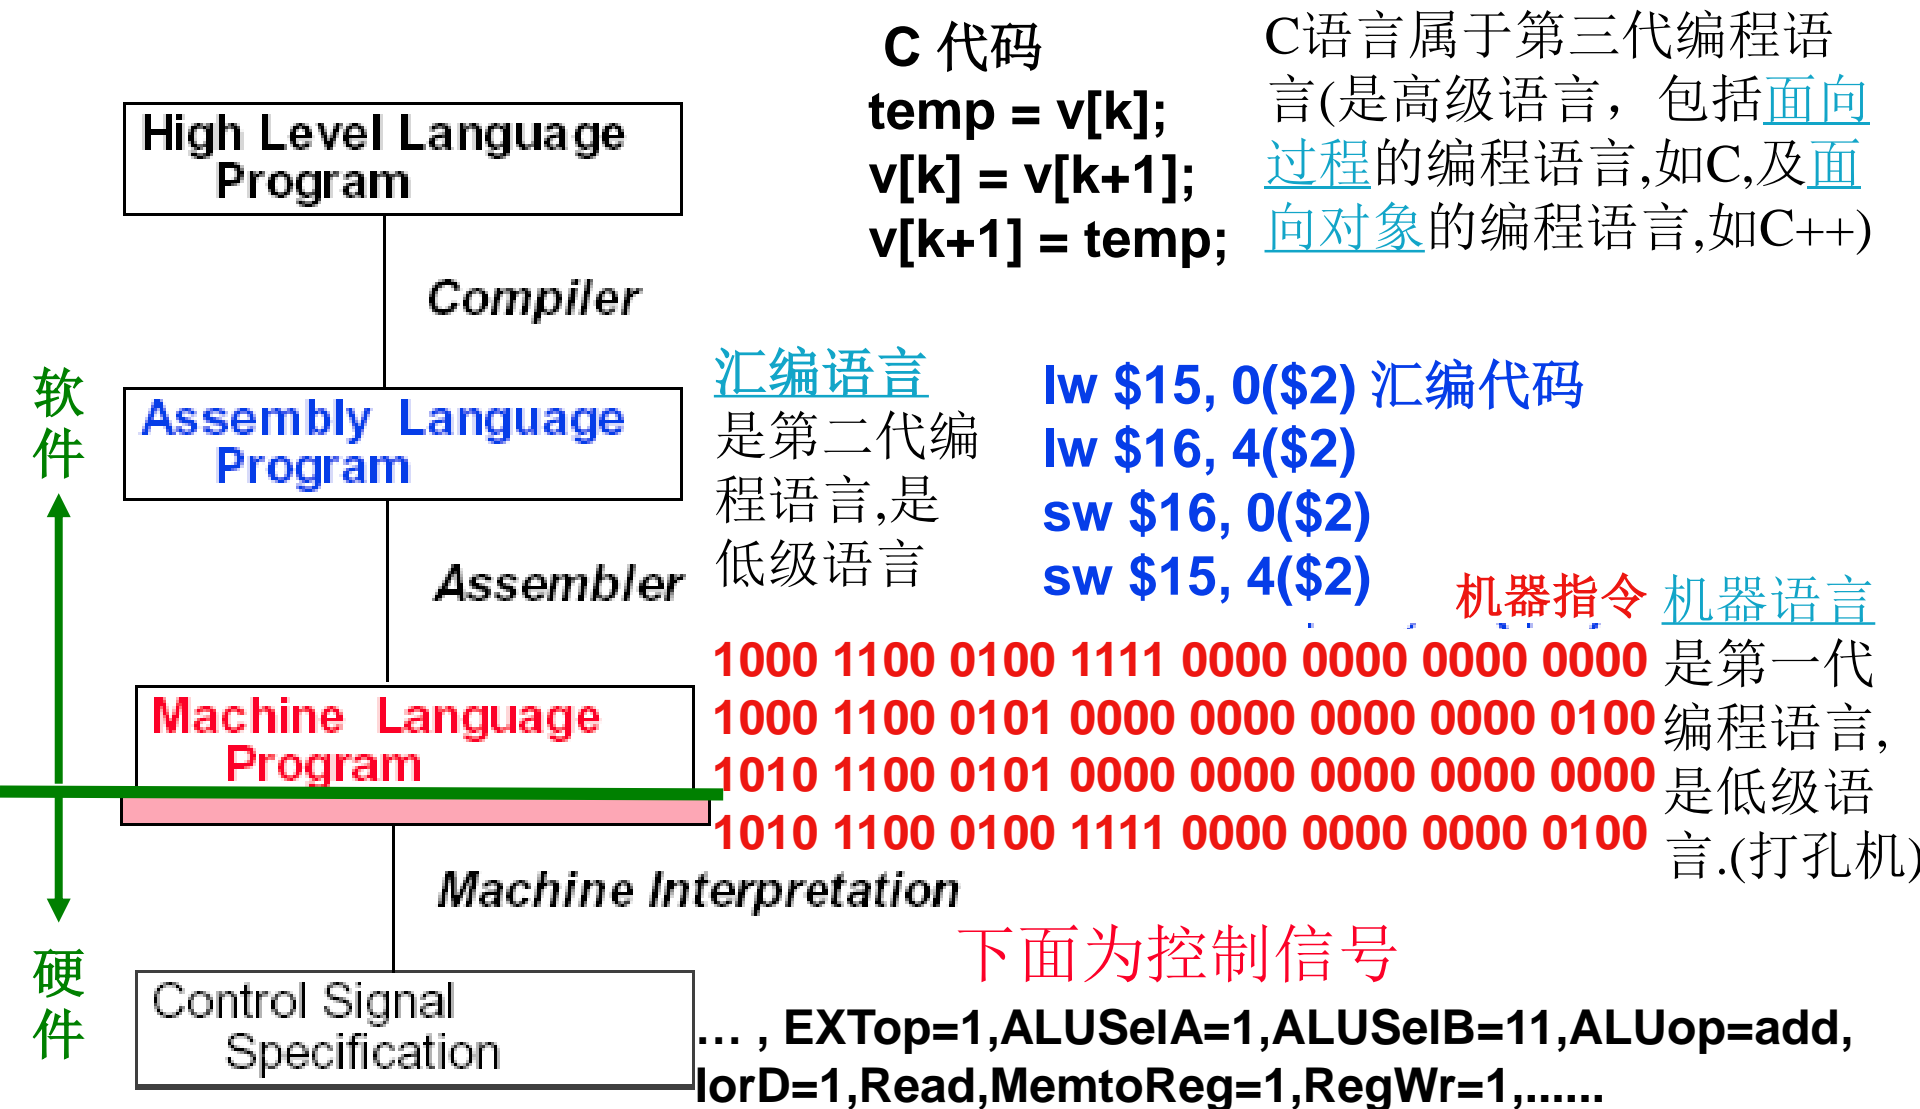 C 代码
temp = v[k];
v[k] = v[k+1];
v[k+1] = temp;
C语言属于第三代编程语
言(是高级语言，包括面向
过程的编程语言,如C,及面
向对象的编程语言,如C++)
High Level Language
Program
Compiler
软
件
Assembly Language
Program
汇编语言
是第二代编
程语言,是
低级语言
lw $15, 0($2) 汇编代码
lw $16, 4($2)
sw $16, 0($2)
sw $15, 4($2)
Assembler
机器指令
机器语言
是第一代
编程语言,
是低级语
言.(打孔机)
1000 1100 0100 1111 0000 0000 0000 0000
1000 1100 0101 0000 0000 0000 0000 0100
1010 1100 0101 0000 0000 0000 0000 0000
1010 1100 0100 1111 0000 0000 0000 0100
Machine Language
Program
Machine Interpretation
硬
件
下面为控制信号
Control Signal
Specification
… , EXTop=1,ALUSelA=1,ALUSelB=11,ALUop=add,
IorD=1,Read,MemtoReg=1,RegWr=1,......